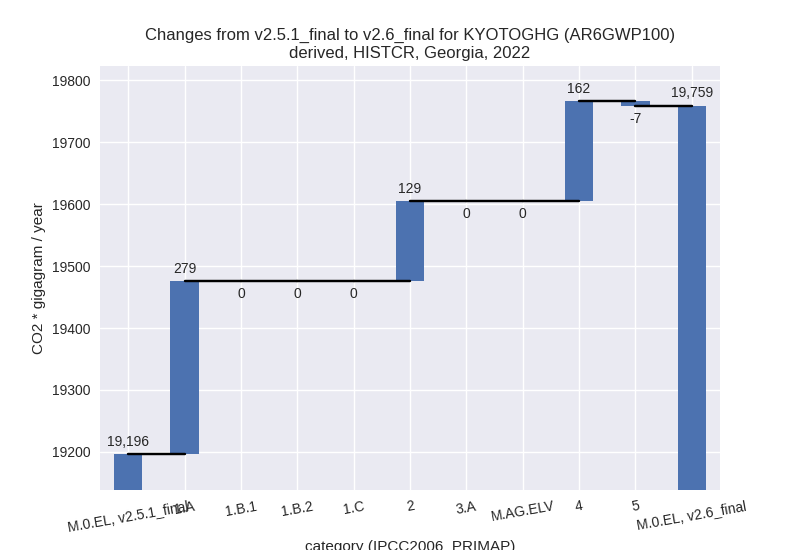 Changes from v2.5.1_final to v2.6_final for KYOTOGHG (AR6GWP100)
derived, HISTCR, Georgia, 2022
CO2 * gigagram / year
19800
19700
19600
19500
19400
19300
19200
19,196
279
0
0
0
129
0
0
162
-7
19,759
M.0.EL, v2.5.1_final
1.A
1.B.1
1.B.2
1.C
2
3.A
M.AG.ELV
4
5
M.0.EL, v2.6_final
category (IPCC2006_PRIMAP)